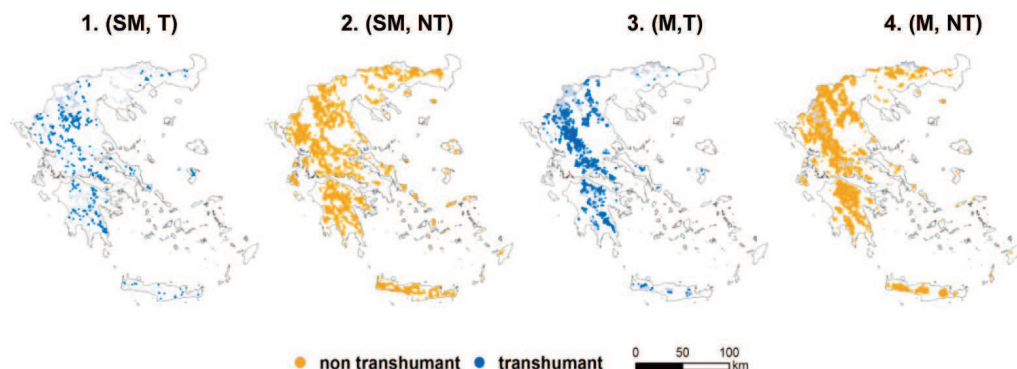 1. (SM, T) 2. (SM, NT) 3. (M,T) 4. (M, NT)
non transhumant transhumant 0 50 100
km